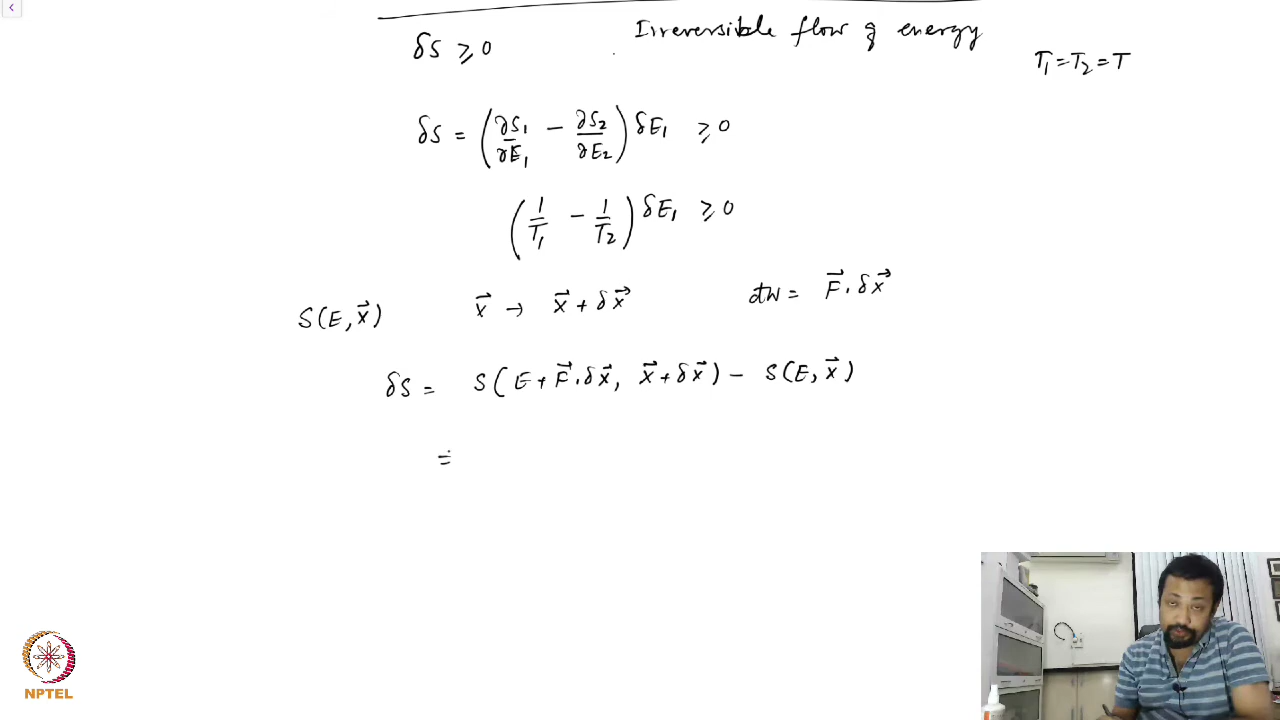 δS ≥ 0 Irreversible flow of energy T₁ = T₂ = T
δS = (∂S₁/∂E₁ − ∂S₂/∂E₂) δE₁ ≥ 0
(1/T₁ − 1/T₂) δE₁ ≥ 0
S(E, x⃗) x⃗ → x⃗ + δx⃗ đW = F⃗ . δx⃗
δS = S(E + F⃗ . δx⃗, x⃗ + δx⃗) − S(E, x⃗)
=
NPTEL